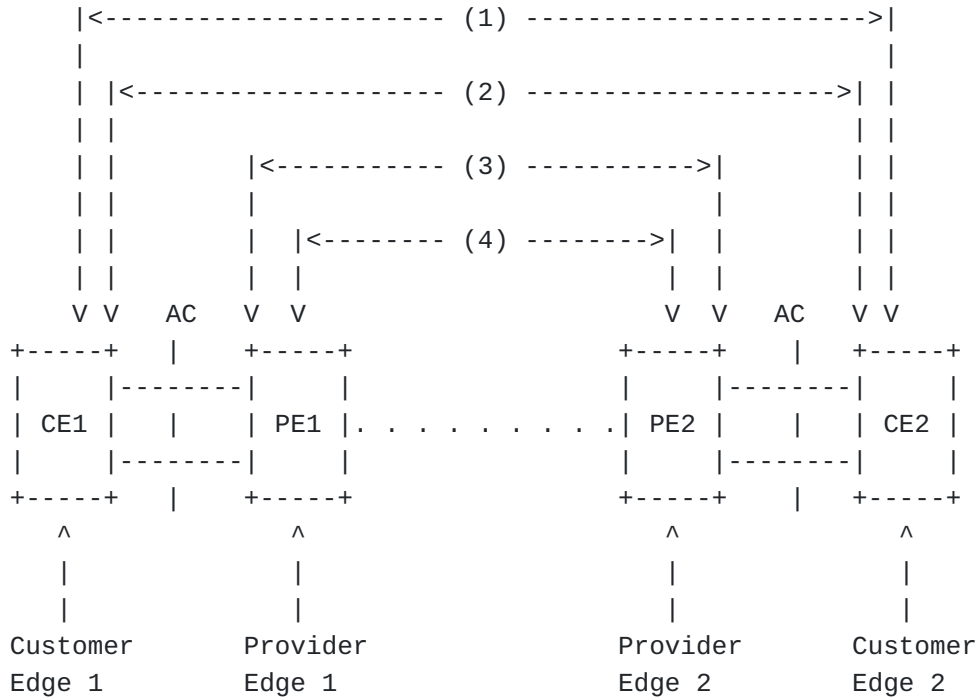 |<----------------------- (1) ---------------------->|
|                                                    |
| |<-------------------- (2) -------------------->| |
| |                                               | |
| |        |<----------- (3) ----------->|        | |
| |        |                             |        | |
| |        |  |<-------- (4) -------->|  |        | |
| |        |  |                       |  |        | |
V V   AC   V  V                       V  V   AC   V V
+-----+   |    +-----+                 +-----+    |   +-----+
|     |--------|     |                 |     |--------|     |
| CE1 |   |    | PE1 |. . . . . . . . .| PE2 |    |   | CE2 |
|     |--------|     |                 |     |--------|     |
+-----+   |    +-----+                 +-----+    |   +-----+
^              ^                       ^              ^
|              |                       |              |
|              |                       |              |
Customer       Provider                Provider       Customer
Edge 1         Edge 1                  Edge 2         Edge 2